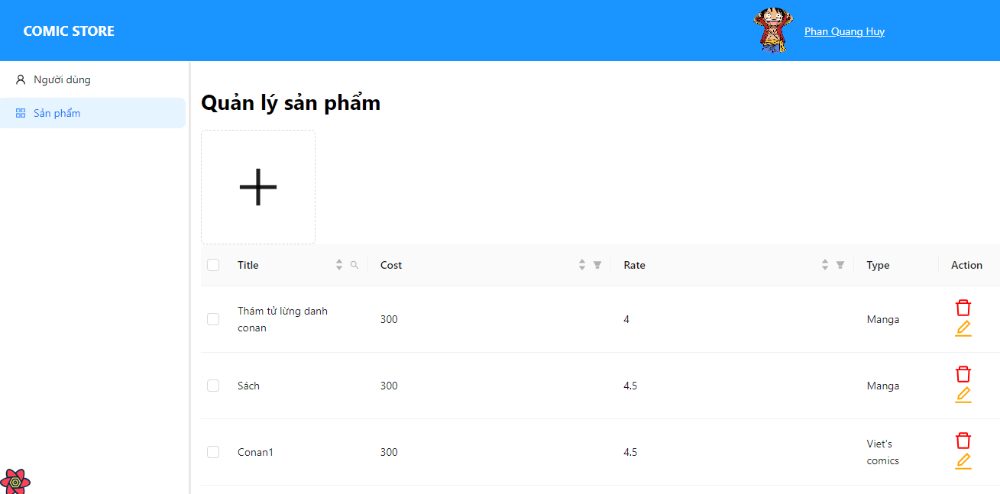 COMIC STORE
Phan Quang Huy
Người dùng
Sản phẩm
Quản lý sản phẩm
Title Cost Rate Type Action
Thám tử lừng danh
conan
300 4 Manga
Sách 300 4.5 Manga
Conan1 300 4.5 Viet's
comics